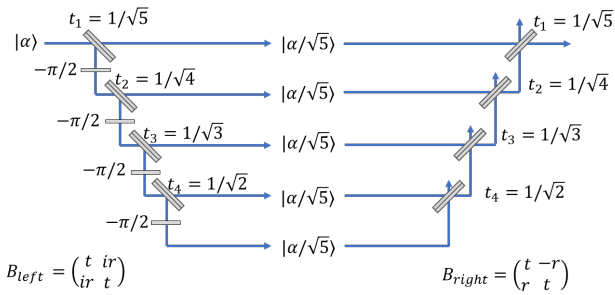 t₁ = 1/√5
t₁ = 1/√5
|α⟩
|α/√5⟩
−π/2
t₂ = 1/√4
t₂ = 1/√4
|α/√5⟩
−π/2
t₃ = 1/√3
t₃ = 1/√3
|α/√5⟩
−π/2
t₄ = 1/√2
t₄ = 1/√2
|α/√5⟩
−π/2
|α/√5⟩
B_left = (t ir
ir t)
B_right = (t −r
r t)